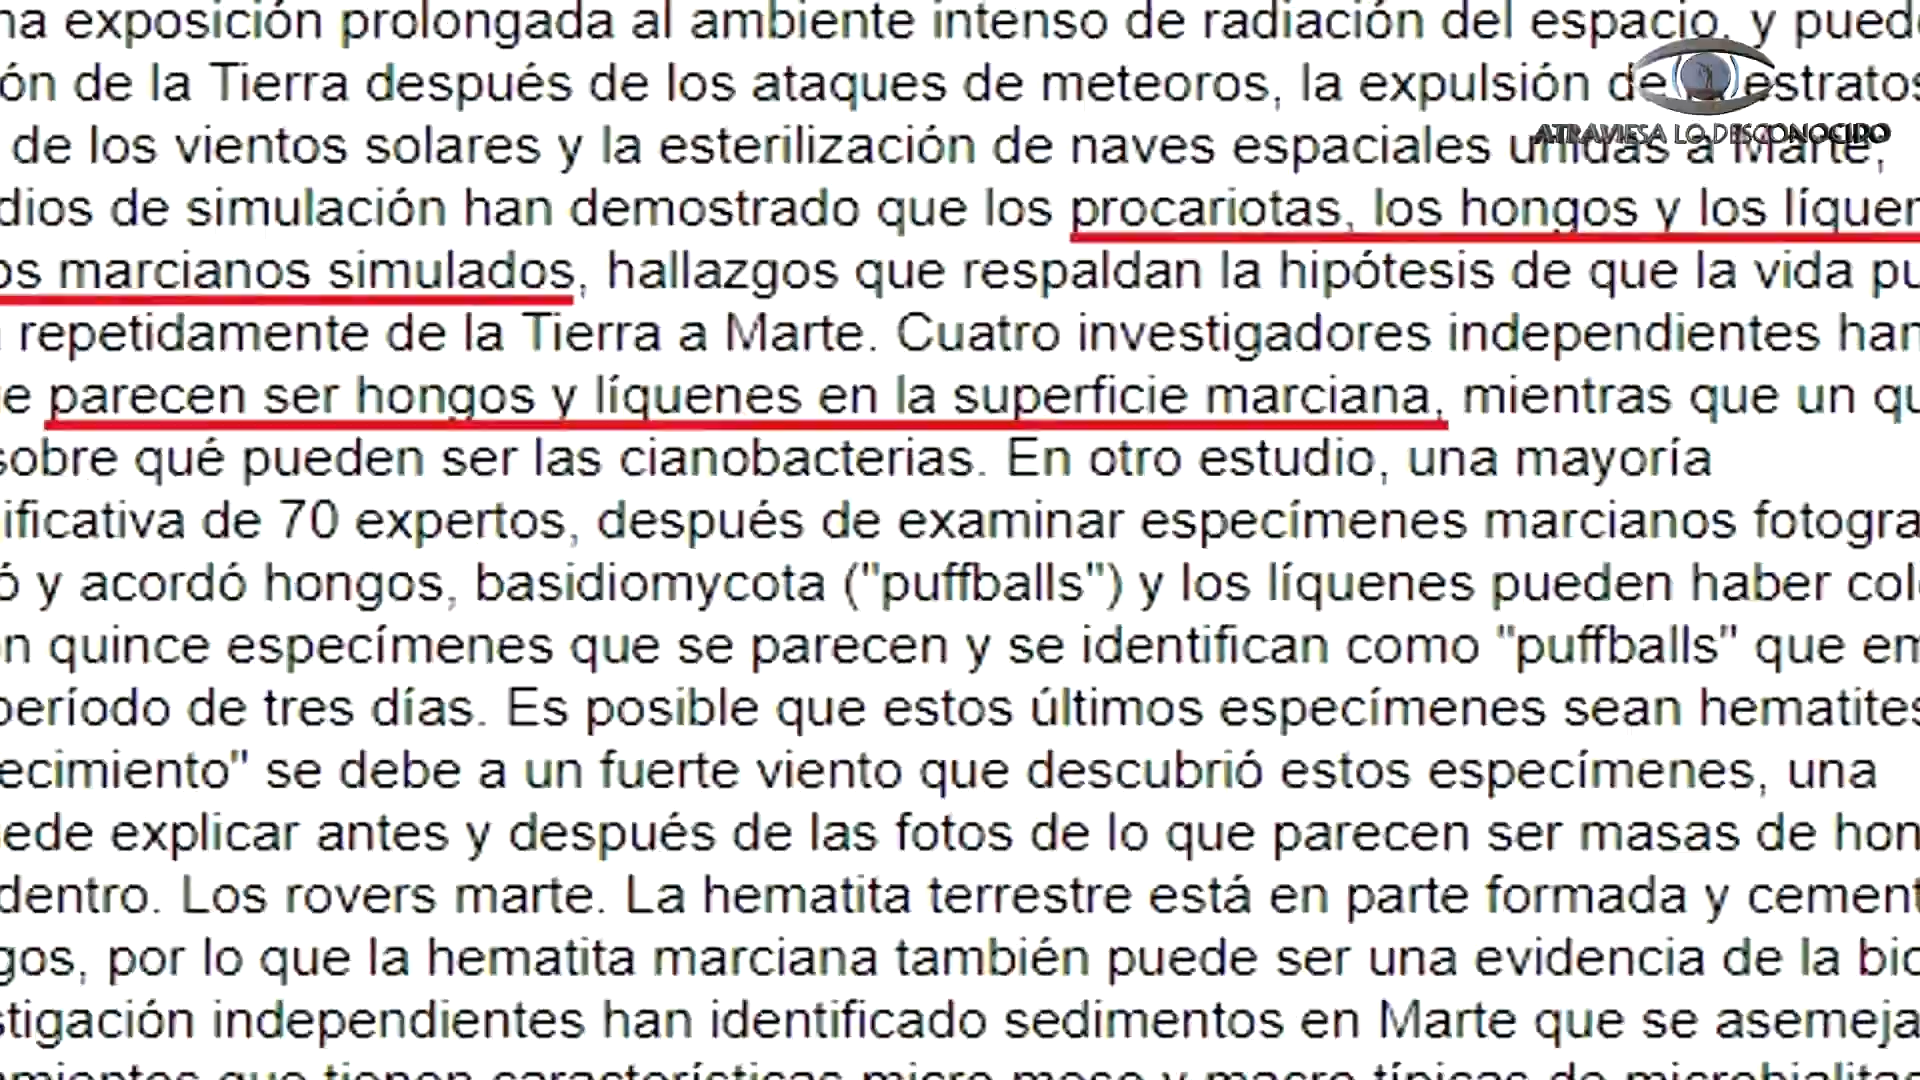 na exposición prolongada al ambiente intenso de radiación del espacio, y pued
ón de la Tierra después de los ataques de meteoros, la expulsión de estratos
de los vientos solares y la esterilización de naves espaciales unidas a Marte,
dios de simulación han demostrado que los procariotas, los hongos y los líquen
os marcianos simulados, hallazgos que respaldan la hipótesis de que la vida pu
repetidamente de la Tierra a Marte. Cuatro investigadores independientes han
e parecen ser hongos y líquenes en la superficie marciana, mientras que un qu
sobre qué pueden ser las cianobacterias. En otro estudio, una mayoría
ificativa de 70 expertos, después de examinar especímenes marcianos fotogra
ó y acordó hongos, basidiomycota ("puffballs") y los líquenes pueden haber col
n quince especímenes que se parecen y se identifican como "puffballs" que em
período de tres días. Es posible que estos últimos especímenes sean hematites
ecimiento" se debe a un fuerte viento que descubrió estos especímenes, una
ede explicar antes y después de las fotos de lo que parecen ser masas de hon
dentro. Los rovers marte. La hematita terrestre está en parte formada y cement
gos, por lo que la hematita marciana también puede ser una evidencia de la bio
stigación independientes han identificado sedimentos en Marte que se asemeja
amientos que tienen características micro meso y macro típicas de microbialitas
ATRAVIESA LO DESCONOCIDO